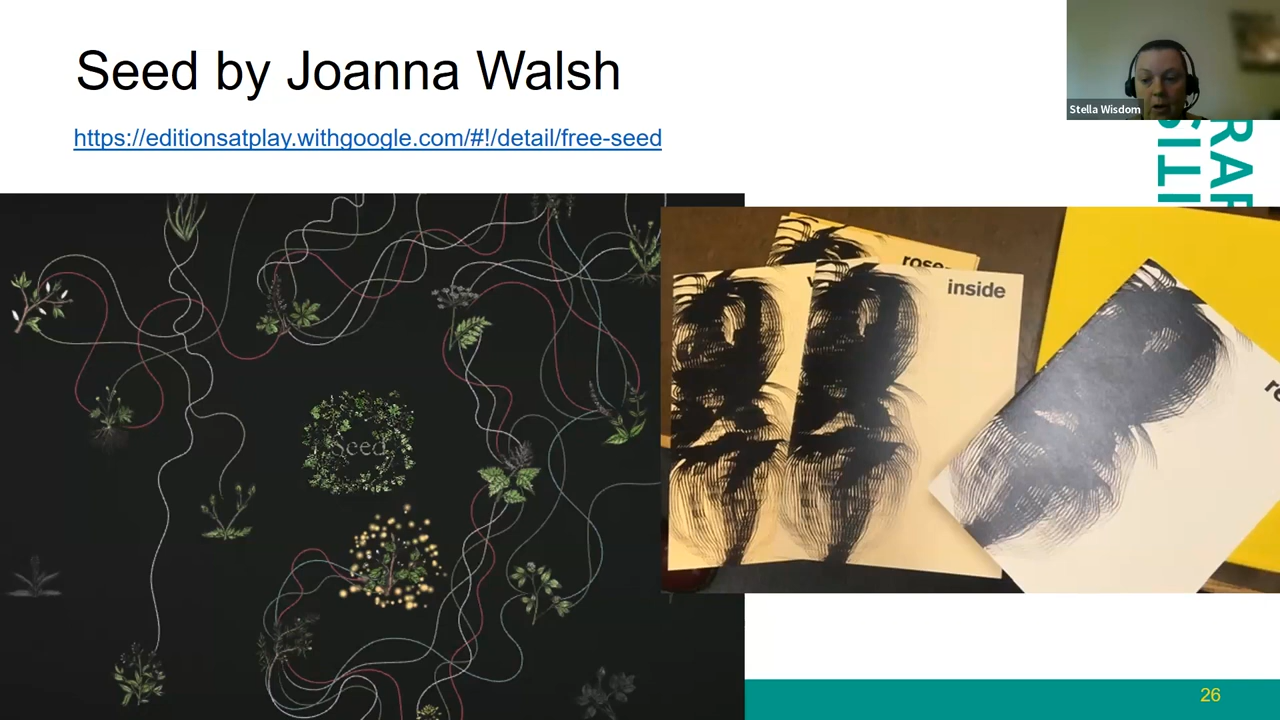 Seed by Joanna Walsh
https://editionsatplay.withgoogle.com/#!/detail/free-seed
Stella Wisdom
Seed
inside
26